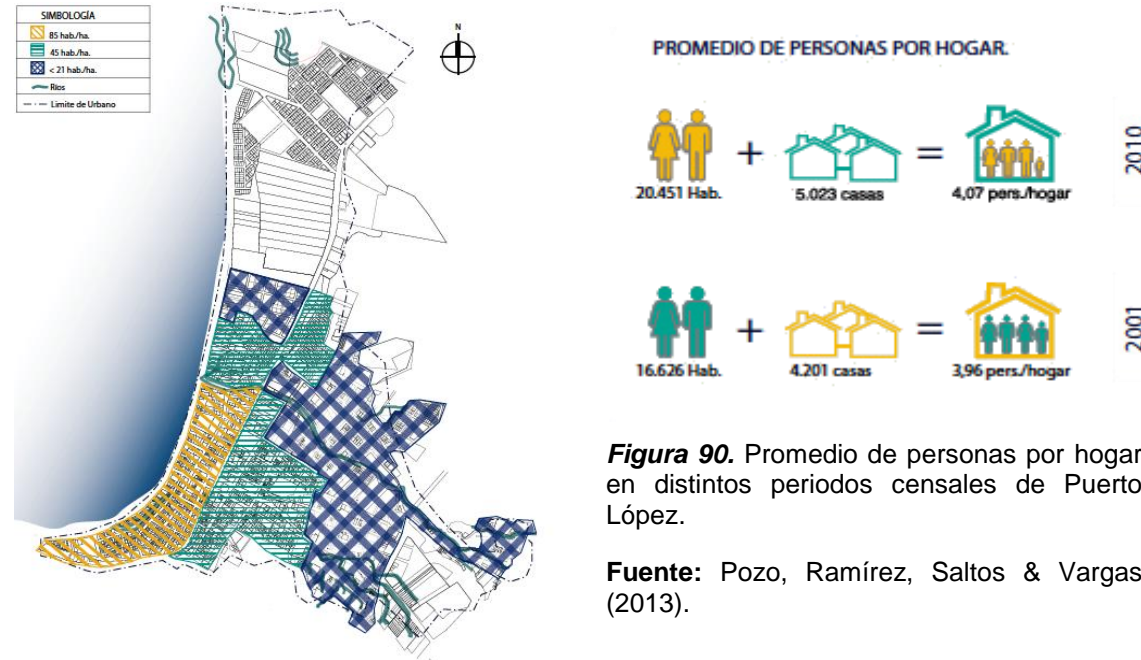 SIMBOLOGÍA
85 hab./ha.
45 hab./ha.
< 21 hab./ha.
Rios
Limite de Urbano
N
PROMEDIO DE PERSONAS POR HOGAR.
20.451 Hab.
+
5.023 casas
=
4,07 pers./hogar
2010
16.626 Hab.
+
4.201 casas
=
3,96 pers./hogar
2001
Figura 90. Promedio de personas por hogar
en distintos periodos censales de Puerto
López.
Fuente: Pozo, Ramírez, Saltos & Vargas
(2013).